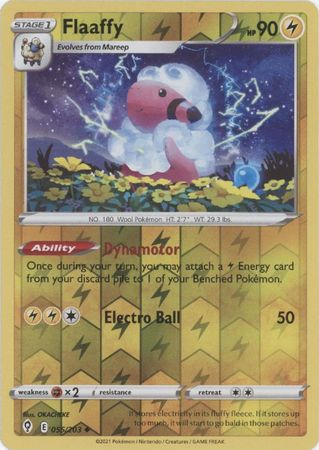 STAGE 1
Flaaffy
HP 90
Evolves from Mareep
NO. 180 Wool Pokémon HT: 2'7" WT: 29.3 lbs.
Ability Dynamotor
Once during your turn, you may attach a Energy card
from your discard pile to 1 of your Benched Pokémon.
Electro Ball 50
weakness ×2 resistance retreat
Illus. OKACHEKE
E 055/203
It stores electricity in its fluffy fleece. If it stores up
too much, it will start to go bald in those patches.
©2021 Pokémon / Nintendo / Creatures / GAME FREAK